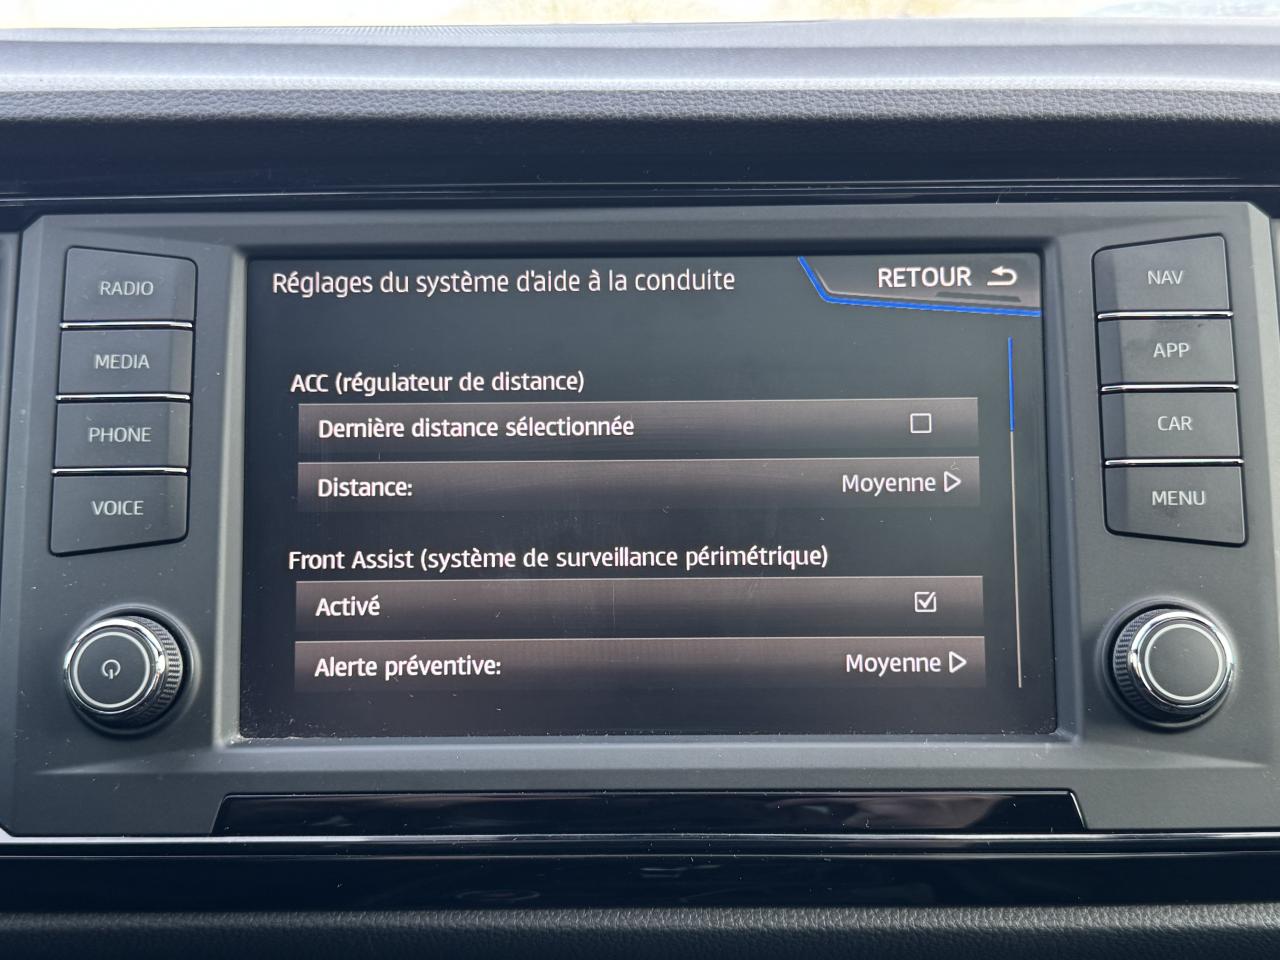 Réglages du système d'aide à la conduite
RETOUR
ACC (régulateur de distance)
Dernière distance sélectionnée
Distance: Moyenne
Front Assist (système de surveillance périmétrique)
Activé
Alerte préventive: Moyenne
RADIO
MEDIA
PHONE
VOICE
NAV
APP
CAR
MENU